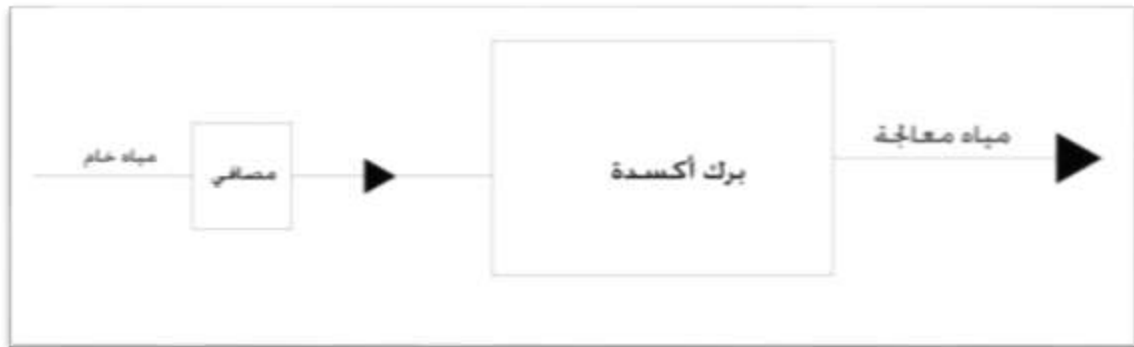 مياه خام
مصافي
برك أكسدة
مياه معالجة